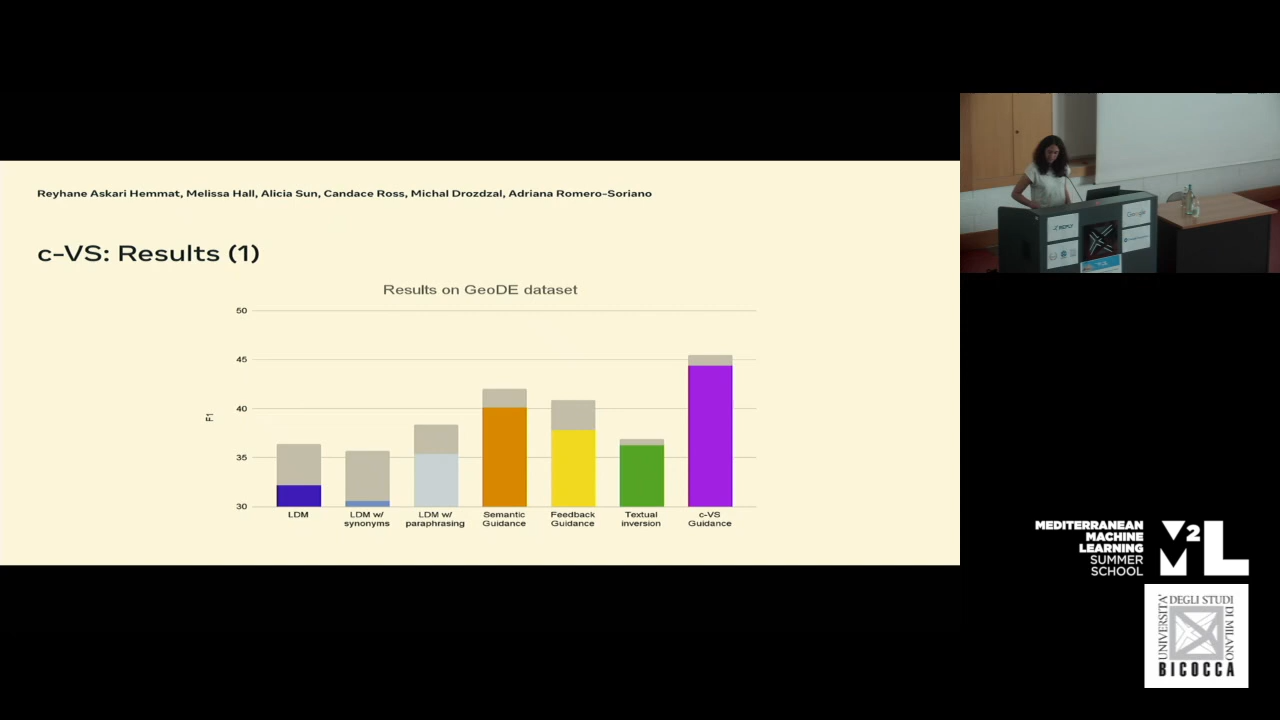 Reyhane Askari Hemmat, Melissa Hall, Alicia Sun, Candace Ross, Michal Drozdzal, Adriana Romero-Soriano
c-VS: Results (1)
Results on GeoDE dataset
50
45
40
35
30
F1
LDM
LDM w/
synonyms
LDM w/
paraphrasing
Semantic
Guidance
Feedback
Guidance
Textual
inversion
c-VS
Guidance
Google
MEDITERRANEAN
MACHINE
LEARNING
SUMMER
SCHOOL
M2L
UNIVERSITA'
DEGLI STUDI
DI MILANO
BICOCCA